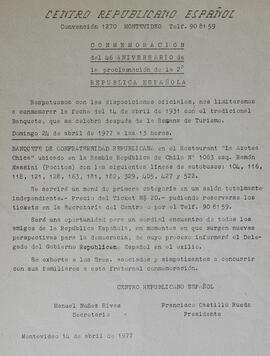 CENTRO REPUBLICANO ESPAÑOL
Convención 1270 MONTEVIDEO Telf. 90 81 59
CONMEMORACION
del 46 ANIVERSARIO de
la proclamación de la 2ª
REPUBLICA ESPAÑOLA
Respetuosos con las disposiciones oficiales, nos limitaremos
a conmemorar la fecha del 14 de abril de 1931 con el tradicional
Banquete, que se celebrá después de la Semana de Turismo.
Domingo 24 de abril de 1977 a las 13 horas.
BANQUETE DE CONFRATERNIDAD REPUBLICANA en el Restaurant "La Azotea
Chica" ubicando en la Rambla República de Chile Nº 1063 esq. Ramón
Massini (Pocitos) con las siguientes líneas de autobuses: 104, 116,
118, 121, 128, 163, 181, 182, 329, 405, 427 y 522.
Se servirá un menú de primera categoría en un salón totalmente
independiente.- Precio del Ticket N$ 20.- pudiendo reservarse los
tickets en la Secretaría del Centro o por el Telf. 90 81 59.
Será una oportunidad para un cordial encuentro de todos los
amigos de la República Española, en momentos en que surgen nuevas
perspectivas para la democracia, de cuyo proceso informará el Dele-
gado del Gobierno Republicano Español en el exilio.
Se exhorta a los Sres. asociados y simpatizantes a concurrir
con sus familiares a esta fraternal conmemoración.
CENTRO REPUBLICANO ESPAÑOL
Manuel Nuñez Rivas Francisco Castillo Rueda
Secretario Presidente
Montevideo 14 de abril de 1977